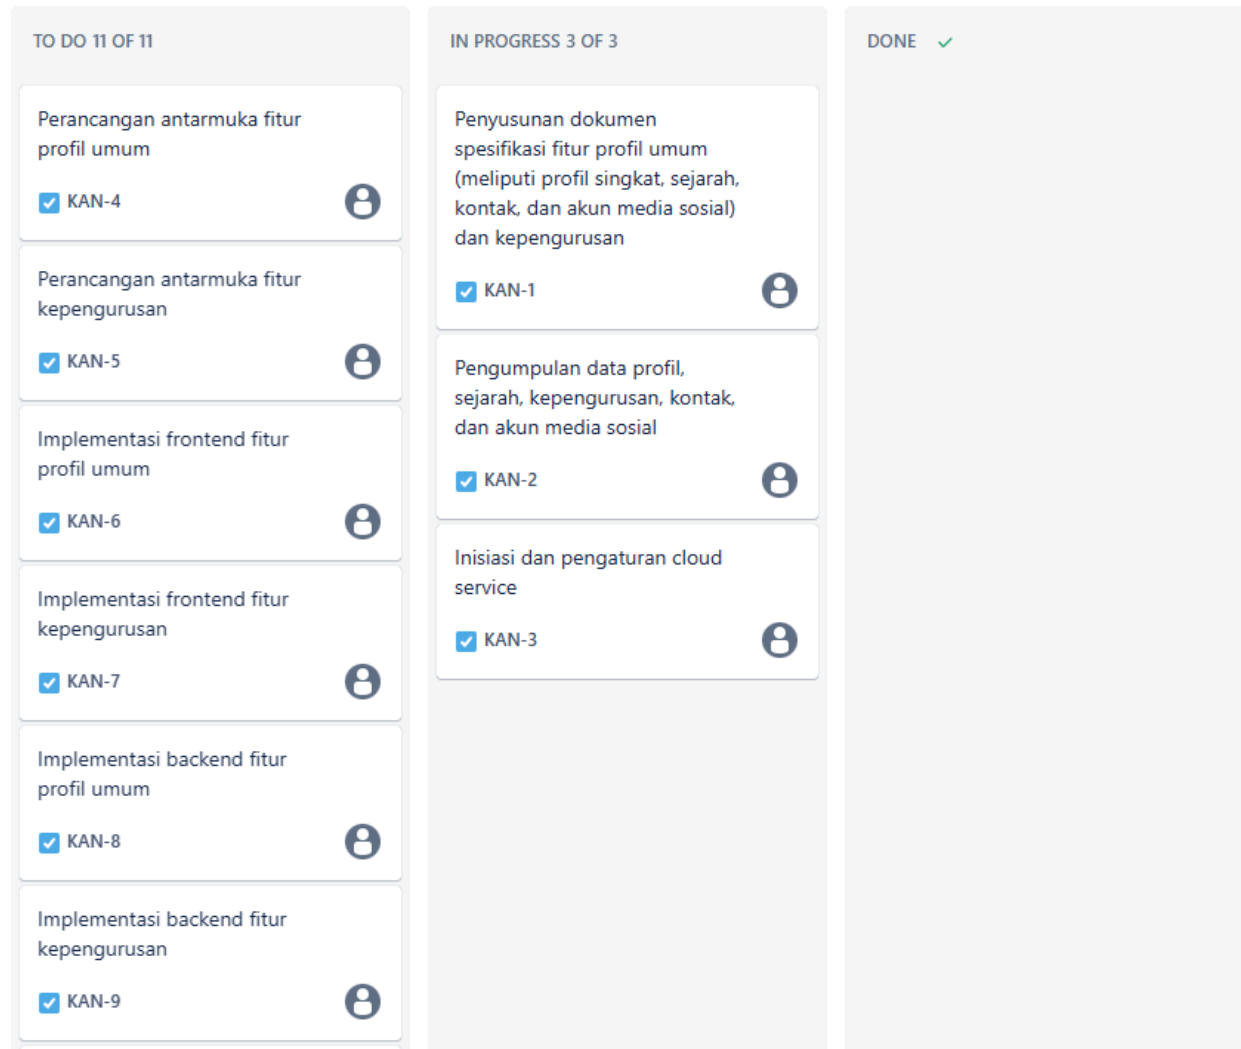 TO DO 11 OF 11
Perancangan antarmuka fitur
profil umum
KAN-4
Perancangan antarmuka fitur
kepengurusan
KAN-5
Implementasi frontend fitur
profil umum
KAN-6
Implementasi frontend fitur
kepengurusan
KAN-7
Implementasi backend fitur
profil umum
KAN-8
Implementasi backend fitur
kepengurusan
KAN-9
IN PROGRESS 3 OF 3
Penyusunan dokumen
spesifikasi fitur profil umum
(meliputi profil singkat, sejarah,
kontak, dan akun media sosial)
dan kepengurusan
KAN-1
Pengumpulan data profil,
sejarah, kepengurusan, kontak,
dan akun media sosial
KAN-2
Inisiasi dan pengaturan cloud
service
KAN-3
DONE